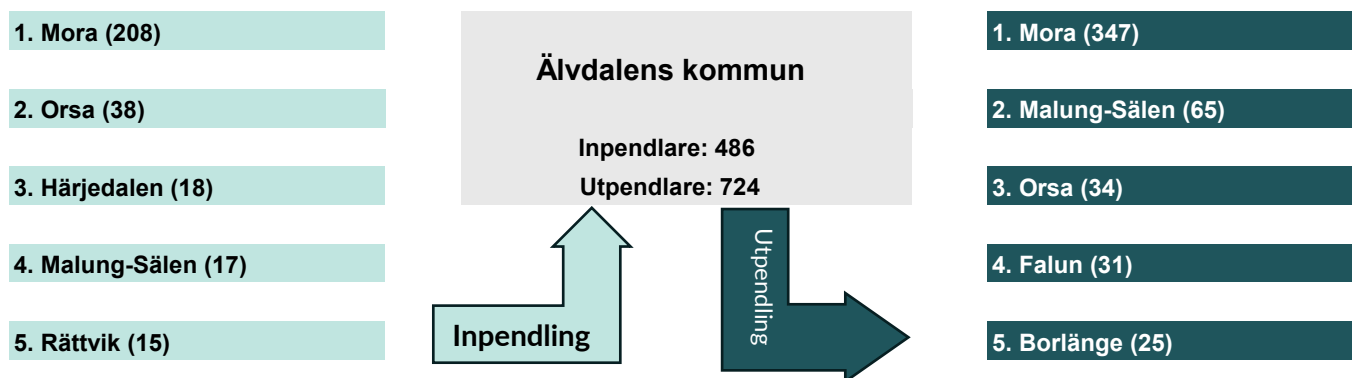 1. Mora (208)
2. Orsa (38)
3. Härjedalen (18)
4. Malung-Sälen (17)
5. Rättvik (15)
Älvdalens kommun
Inpendlare: 486
Utpendlare: 724
Inpendling
Utpendling
1. Mora (347)
2. Malung-Sälen (65)
3. Orsa (34)
4. Falun (31)
5. Borlänge (25)